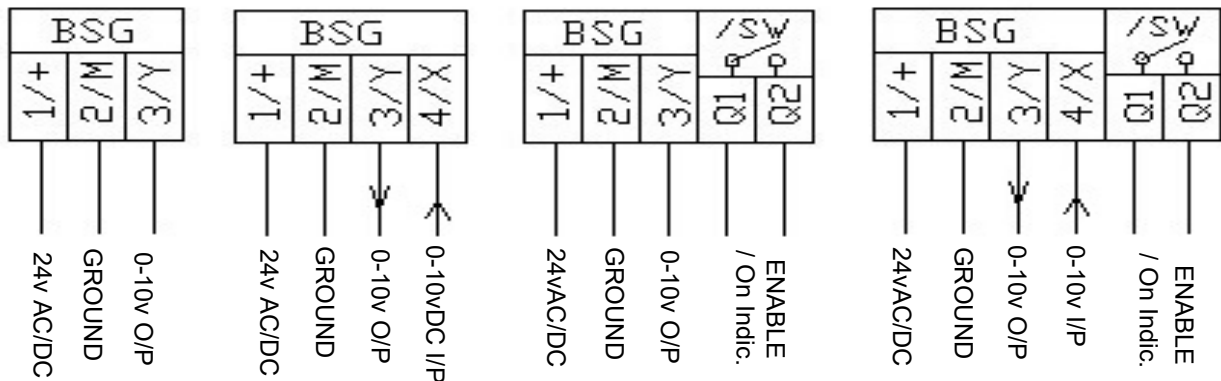 BSG
1/+
2/M
3/Y
24v AC/DC
GROUND
0-10v O/P
BSG
1/+
2/M
3/Y
4/X
24v AC/DC
GROUND
0-10v O/P
0-10vDC I/P
BSG
/SW
1/+
2/M
3/Y
Q1
Q2
24vAC/DC
GROUND
0-10v O/P
ENABLE
/ On Indic.
BSG
/SW
1/+
2/M
3/Y
4/X
Q1
Q2
24vAC/DC
GROUND
0-10v O/P
0-10v I/P
ENABLE
/ On Indic.